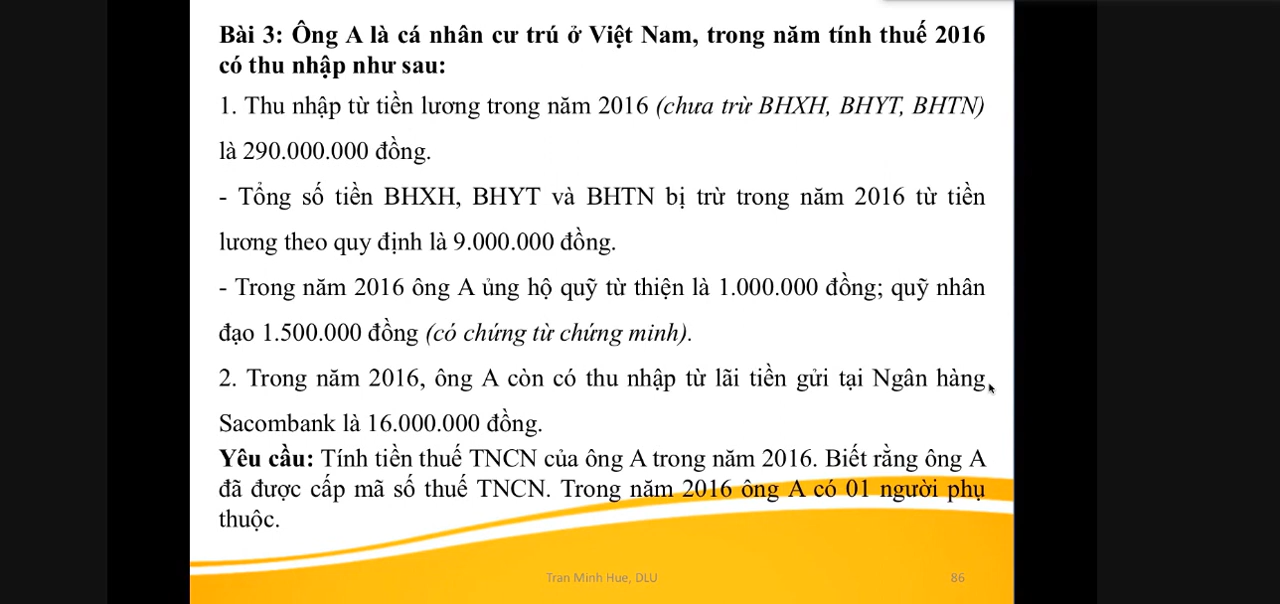 Bài 3: Ông A là cá nhân cư trú ở Việt Nam, trong năm tính thuế 2016
có thu nhập như sau:
1. Thu nhập từ tiền lương trong năm 2016 (chưa trừ BHXH, BHYT, BHTN)
là 290.000.000 đồng.
- Tổng số tiền BHXH, BHYT và BHTN bị trừ trong năm 2016 từ tiền
lương theo quy định là 9.000.000 đồng.
- Trong năm 2016 ông A ủng hộ quỹ từ thiện là 1.000.000 đồng; quỹ nhân
đạo 1.500.000 đồng (có chứng từ chứng minh).
2. Trong năm 2016, ông A còn có thu nhập từ lãi tiền gửi tại Ngân hàng
Sacombank là 16.000.000 đồng.
Yêu cầu: Tính tiền thuế TNCN của ông A trong năm 2016. Biết rằng ông A
đã được cấp mã số thuế TNCN. Trong năm 2016 ông A có 01 người phụ
thuộc.
Tran Minh Hue, DLU
86